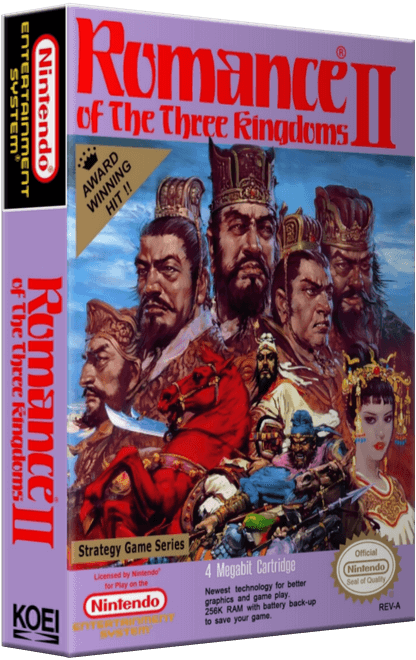 Nintendo®
ENTERTAINMENT
SYSTEM®
Romance
of The Three Kingdoms
II
KOEI
Romance® II
of The Three Kingdoms
AWARD
WINNING
HIT !!
Strategy Game Series
Licensed by Nintendo®
for Play on the
Nintendo®
ENTERTAINMENT
SYSTEM®
4 Megabit Cartridge
Newest technology for better
graphics and game play.
256K RAM with battery back-up
to save your game.
Official
Nintendo
Seal of Quality
REV-A